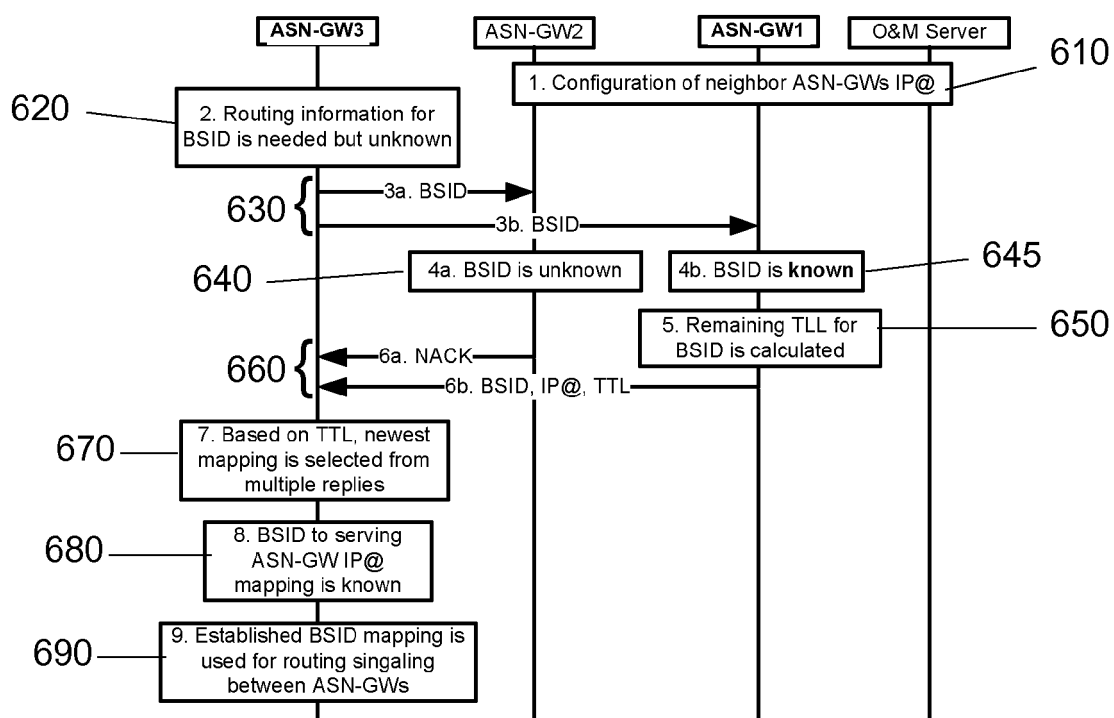 ASN-GW3
ASN-GW2
ASN-GW1
O&M Server
610
1. Configuration of neighbor ASN-GWs IP@
620
2. Routing information for
BSID is needed but unknown
630
3a. BSID
3b. BSID
640
4a. BSID is unknown
4b. BSID is known
645
5. Remaining TLL for
BSID is calculated
650
660
6a. NACK
6b. BSID, IP@, TTL
670
7. Based on TTL, newest
mapping is selected from
multiple replies
680
8. BSID to serving
ASN-GW IP@
mapping is known
690
9. Established BSID mapping is
used for routing singaling
between ASN-GWs